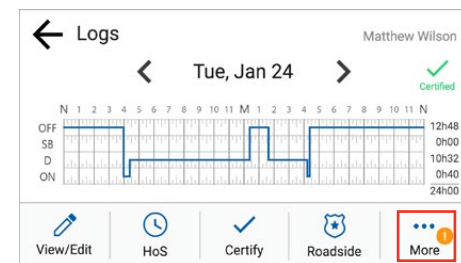 Logs
Matthew Wilson
Tue, Jan 24
Certified
N 1 2 3 4 5 6 7 8 9 10 11 M 1 2 3 4 5 6 7 8 9 10 11 N
OFF 12h48
SB 0h00
D 10h32
ON 0h40
24h00
View/Edit HoS Certify Roadside More